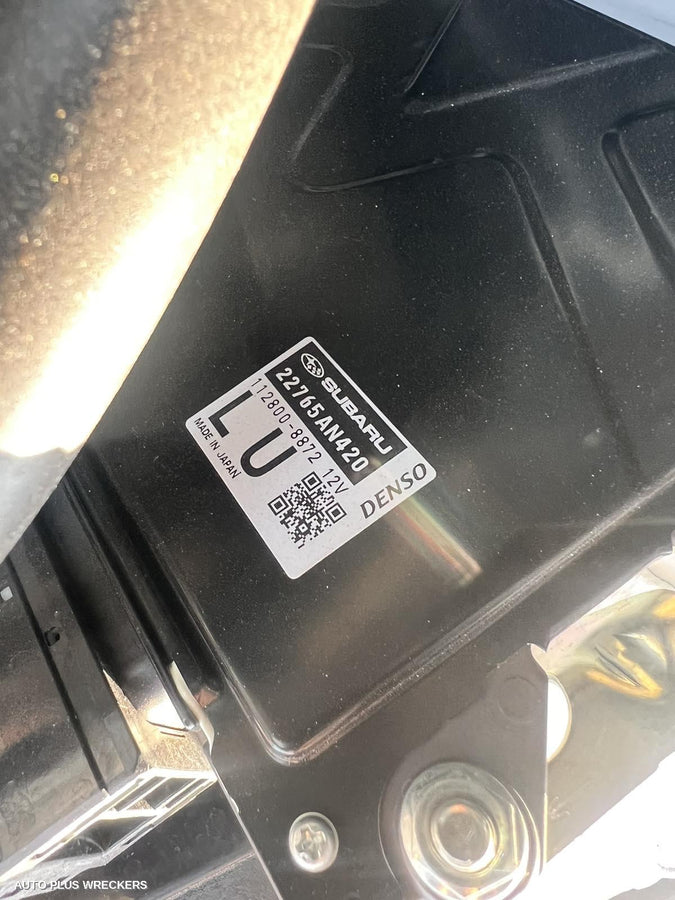 SUBARU
22765AN420
112800-8872 12V
LU
MADE IN JAPAN
DENSO
AUTO PLUS WRECKERS